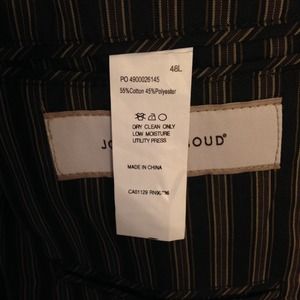 48L
PO 4900026145
55%Cotton 45%Polyester
DRY CLEAN ONLY
LOW MOISTURE
UTILITY PRESS
MADE IN CHINA
CA01129